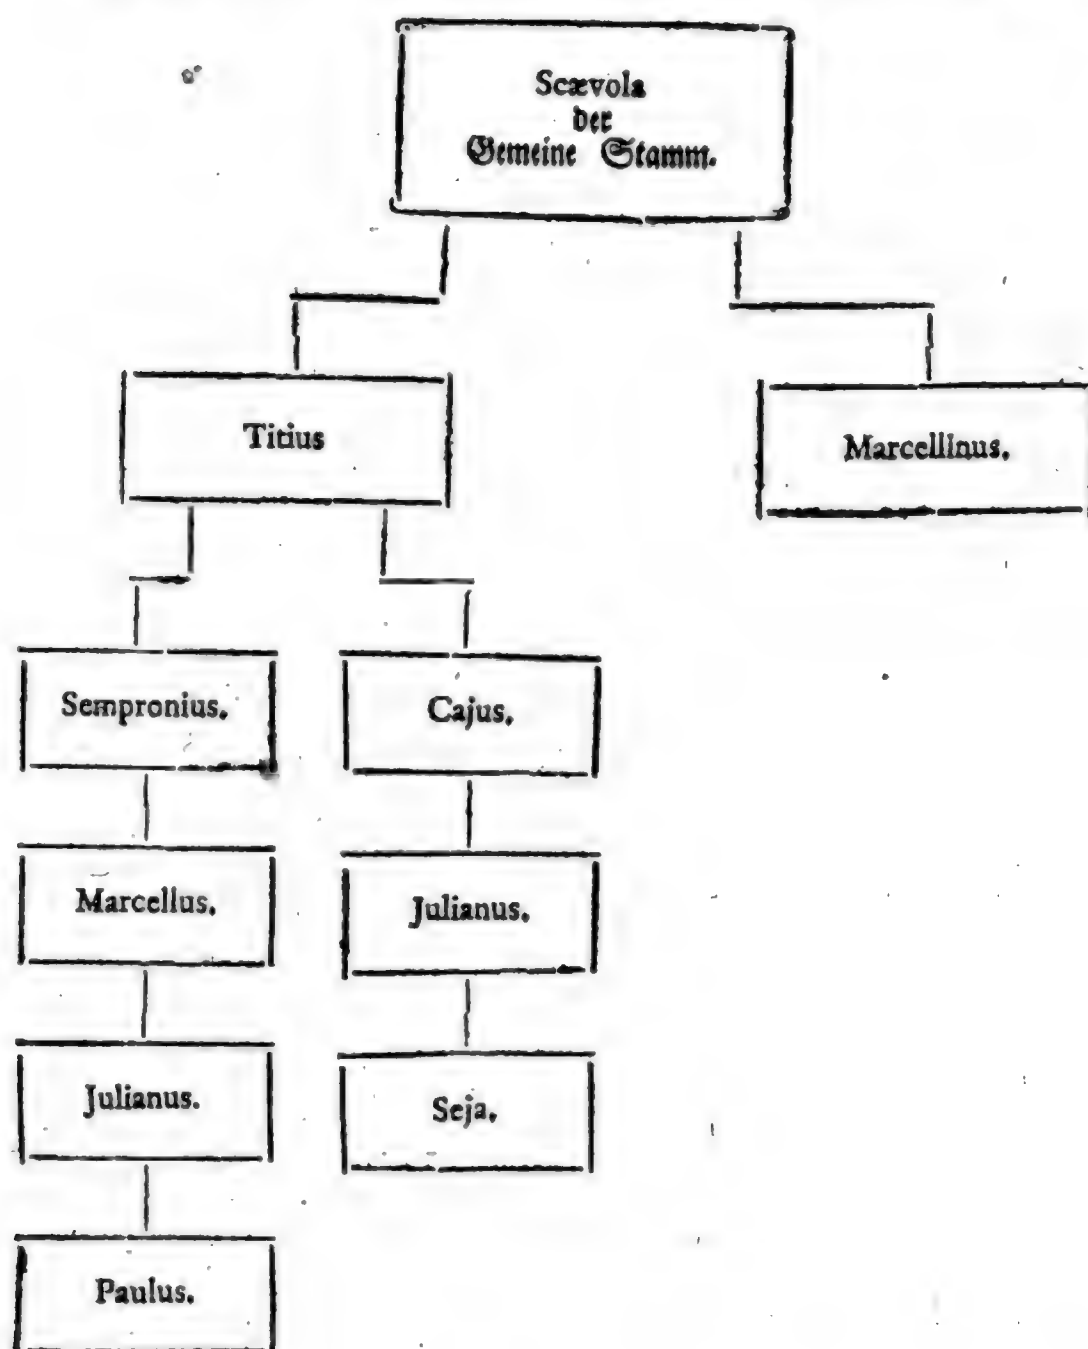 Scævola
der
Gemeine Stamm.
Titius
Marcellinus.
Sempronius.
Cajus.
Marcellus.
Julianus.
Julianus.
Seja.
Paulus.